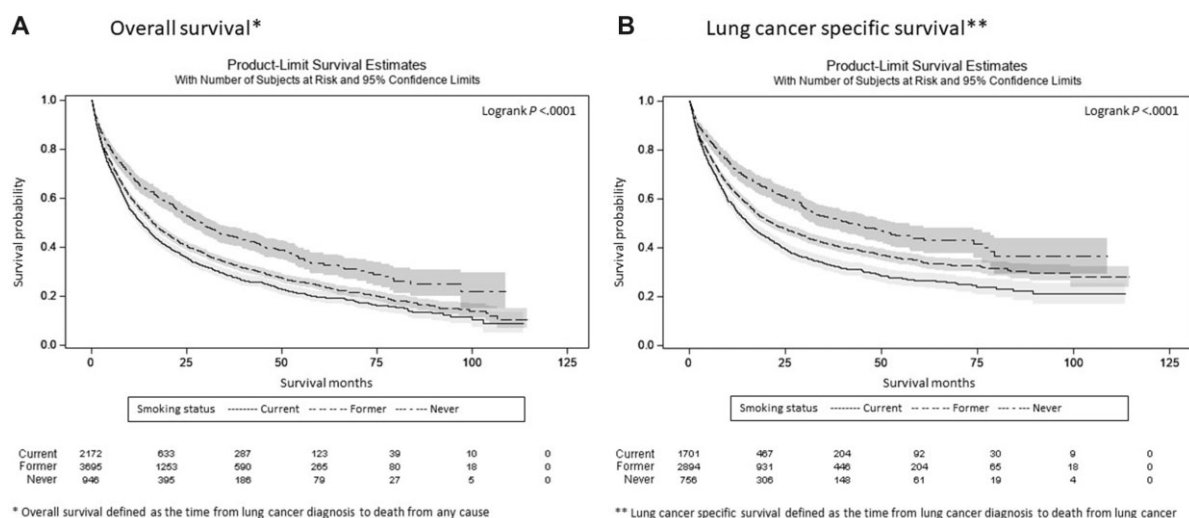 A Overall survival*
Product-Limit Survival Estimates
With Number of Subjects at Risk and 95% Confidence Limits
Logrank P <.0001
Survival probability
1.0
0.8
0.6
0.4
0.2
0.0
0 25 50 75 100 125
Survival months
Smoking status Current Former Never
Current 2172 633 287 123 39 10 0
Former 3695 1253 590 265 80 18 0
Never 946 395 186 79 27 5 0
* Overall survival defined as the time from lung cancer diagnosis to death from any cause
B Lung cancer specific survival**
Product-Limit Survival Estimates
With Number of Subjects at Risk and 95% Confidence Limits
Logrank P <.0001
Survival probability
1.0
0.8
0.6
0.4
0.2
0.0
0 25 50 75 100 125
Survival months
Smoking status Current Former Never
Current 1701 467 204 92 30 9 0
Former 2894 931 446 204 65 18 0
Never 756 306 148 61 19 4 0
** Lung cancer specific survival defined as the time from lung cancer diagnosis to death from lung cancer